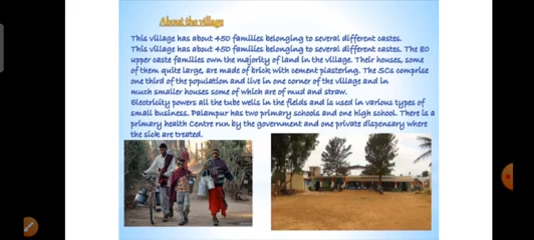 About the village
This village has about 450 families belonging to several different castes.
This village has about 450 families belonging to several different castes. The 80
upper caste families own the majority of land in the village. Their houses, some
of them quite large, are made of brick with cement plastering. The SCs comprise
one third of the population and live in one corner of the village and in
much smaller houses some of which are of mud and straw.
Electricity powers all the tube wells in the fields and is used in various types of
small business. Palampur has two primary schools and one high school. There is a
primary health Centre run by the government and one private dispensary where
the sick are treated.